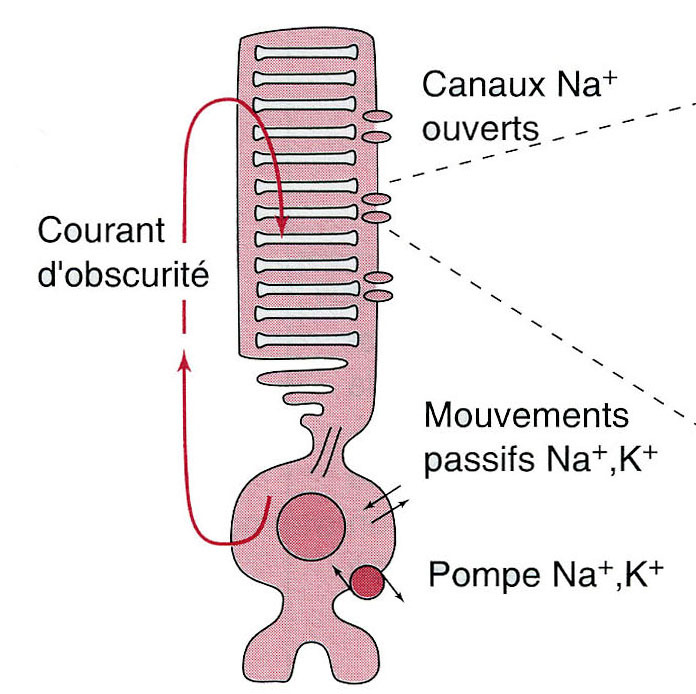 Canaux Na⁺
ouverts
Courant
d'obscurité
Mouvements
passifs Na⁺,K⁺
Pompe Na⁺,K⁺